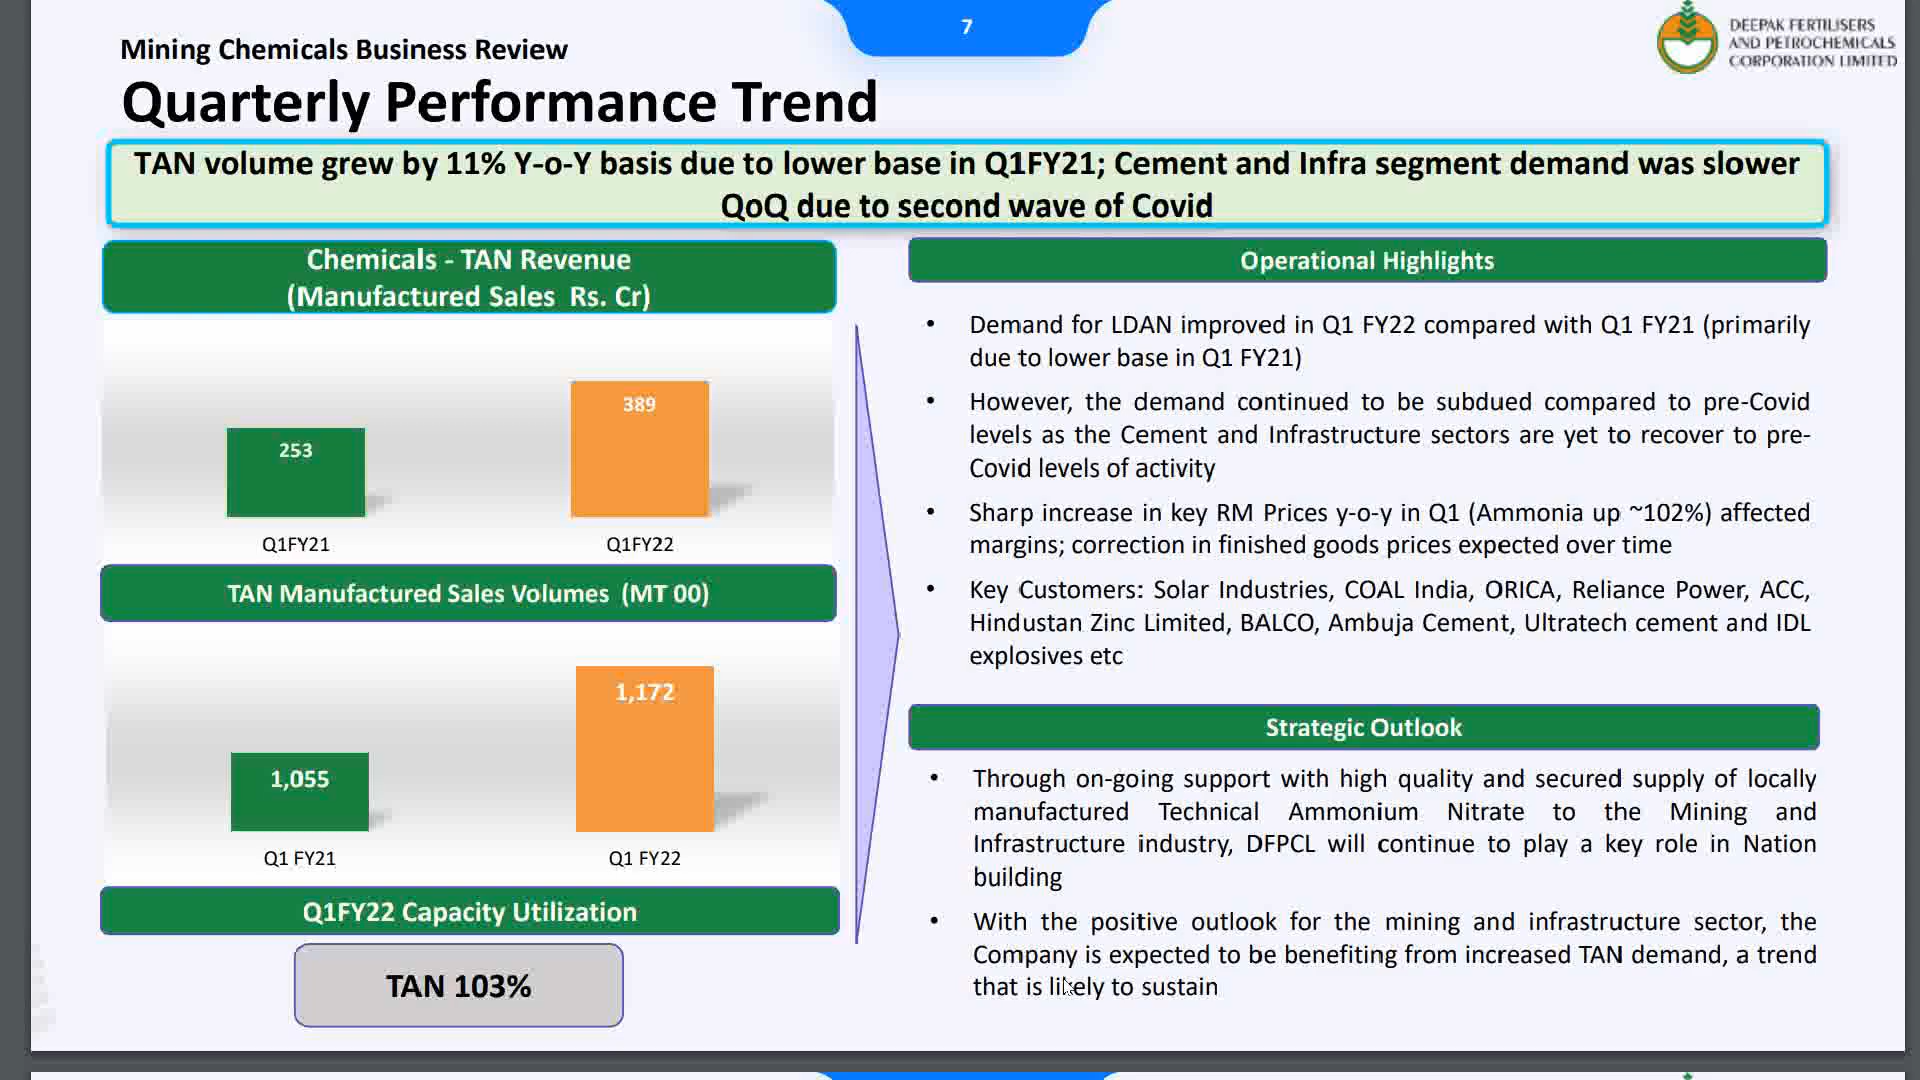 7
DEEPAK FERTILISERS
AND PETROCHEMICALS
CORPORATION LIMITED
Mining Chemicals Business Review
Quarterly Performance Trend
TAN volume grew by 11% Y-o-Y basis due to lower base in Q1FY21; Cement and Infra segment demand was slower
QoQ due to second wave of Covid
Chemicals - TAN Revenue
(Manufactured Sales Rs. Cr)
253
389
Q1FY21
Q1FY22
TAN Manufactured Sales Volumes (MT 00)
1,055
1,172
Q1 FY21
Q1 FY22
Q1FY22 Capacity Utilization
TAN 103%
Operational Highlights
• Demand for LDAN improved in Q1 FY22 compared with Q1 FY21 (primarily
due to lower base in Q1 FY21)
• However, the demand continued to be subdued compared to pre-Covid
levels as the Cement and Infrastructure sectors are yet to recover to pre-
Covid levels of activity
• Sharp increase in key RM Prices y-o-y in Q1 (Ammonia up ~102%) affected
margins; correction in finished goods prices expected over time
• Key Customers: Solar Industries, COAL India, ORICA, Reliance Power, ACC,
Hindustan Zinc Limited, BALCO, Ambuja Cement, Ultratech cement and IDL
explosives etc
Strategic Outlook
• Through on-going support with high quality and secured supply of locally
manufactured Technical Ammonium Nitrate to the Mining and
Infrastructure industry, DFPCL will continue to play a key role in Nation
building
• With the positive outlook for the mining and infrastructure sector, the
Company is expected to be benefiting from increased TAN demand, a trend
that is likely to sustain